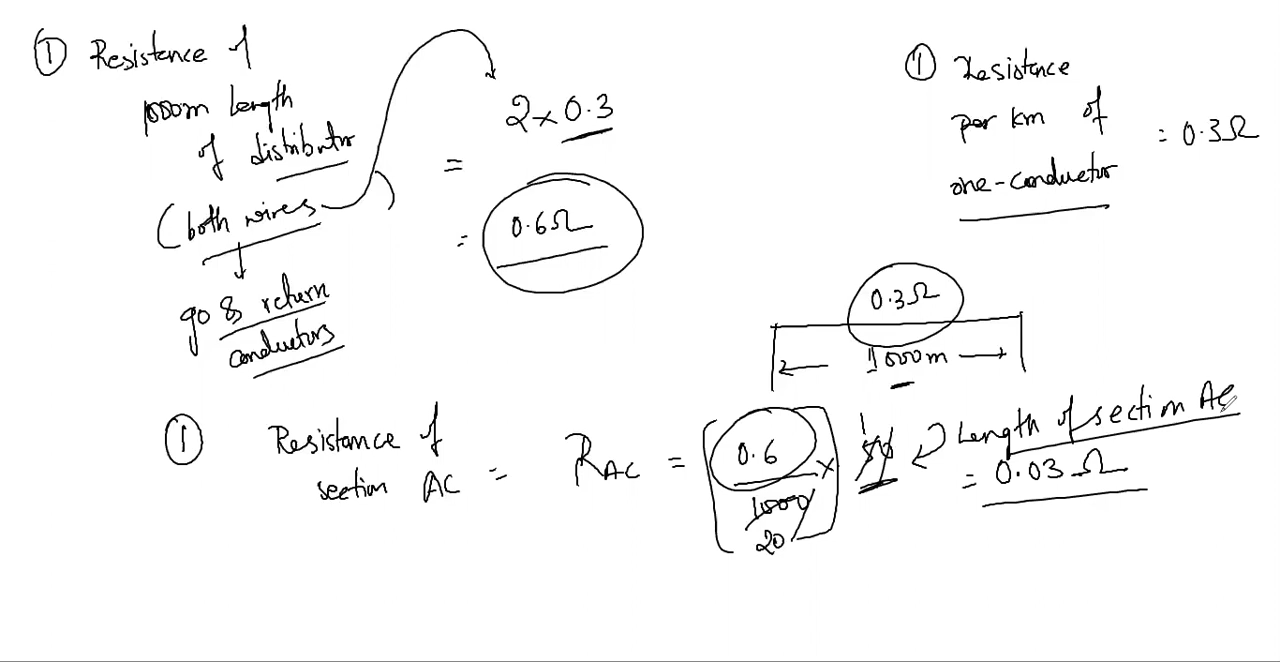 ① Resistance of
1000m Length
of distributor
(both wires)
go & return
conductors
= 2 × 0.3
= 0.6Ω
① resistance
per km of
one-conductor
= 0.3Ω
0.3Ω
1000m
① Resistance of
section AC = R_AC = [0.6/1000 × 50] Length of section AC
1
20
= 0.03 Ω